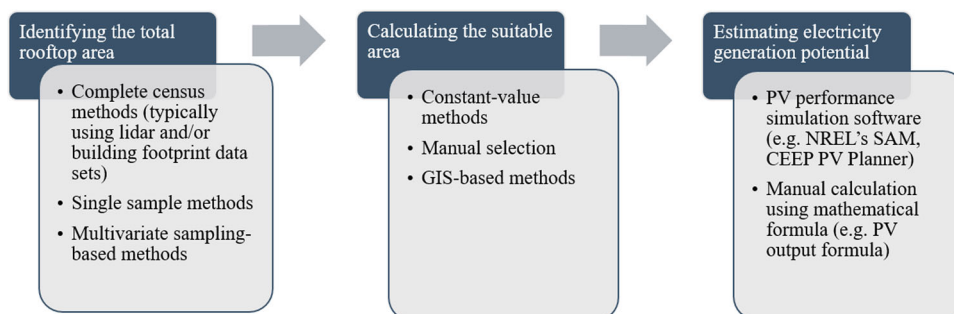 Identifying the total
rooftop area
• Complete census
methods (typically
using lidar and/or
building footprint data
sets)
• Single sample methods
• Multivariate sampling-
based methods
Calculating the suitable
area
• Constant-value
methods
• Manual selection
• GIS-based methods
Estimating electricity
generation potential
• PV performance
simulation software
(e.g. NREL's SAM,
CEEP PV Planner)
• Manual calculation
using mathematical
formula (e.g. PV
output formula)